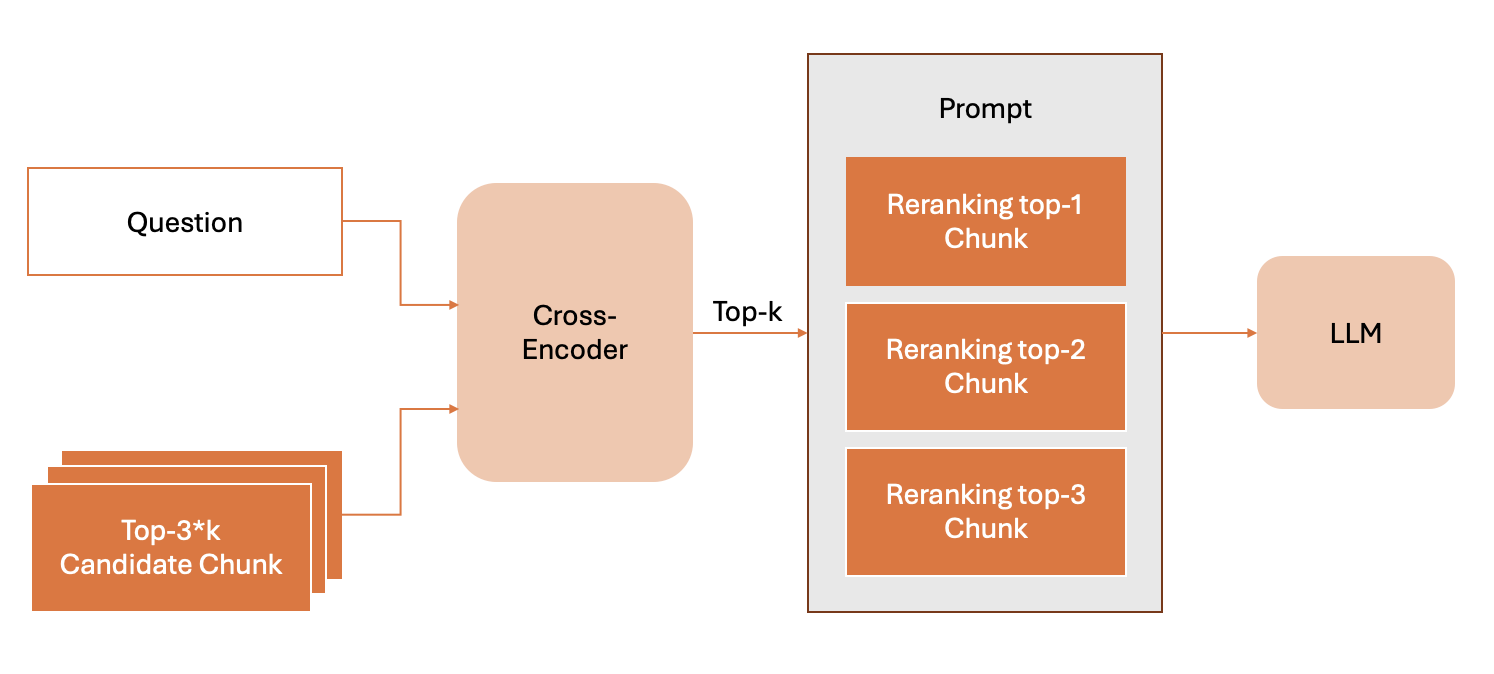 Question
Top-3*k
Candidate Chunk
Cross-
Encoder
Top-k
Prompt
Reranking top-1
Chunk
Reranking top-2
Chunk
Reranking top-3
Chunk
LLM